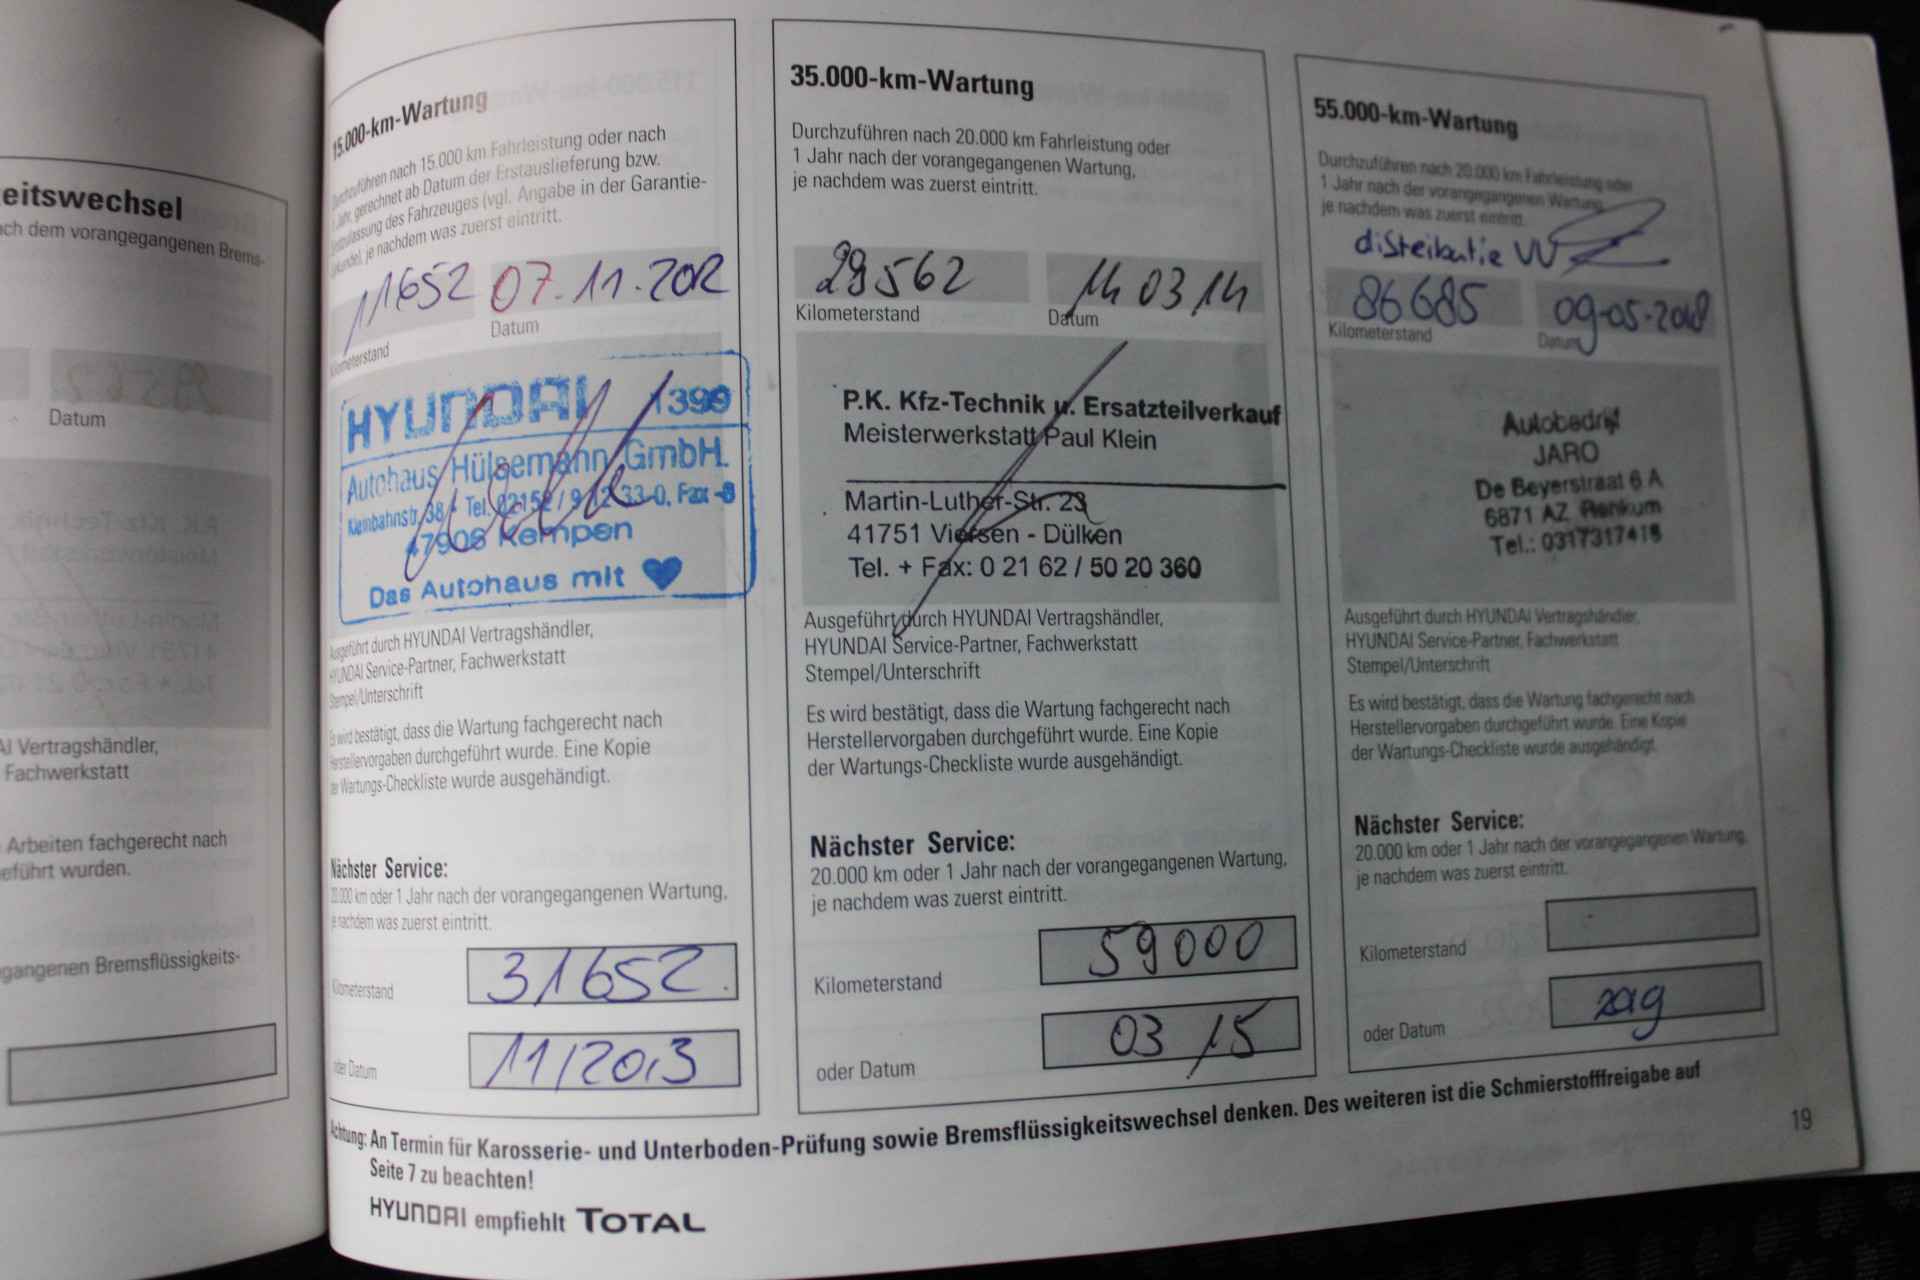 eitswechsel
ch dem vorangegangenen Brems-
Datum
AI Vertragshändler,
Fachwerkstatt
Arbeiten fachgerecht nach
eführt wurden.
gangenen Bremsflüssigkeits-
15.000-km-Wartung
Durchzuführen nach 15.000 km Fahrleistung oder nach
1 Jahr, gerechnet ab Datum der Erstauslieferung bzw.
Erstzulassung des Fahrzeuges (vgl. Angabe in der Garantie-
urkunde), je nachdem was zuerst eintritt.
11652 07.11.2012
Kilometerstand Datum
HYUNDAI 1399
Autohaus Hülsemann GmbH.
Kleinbahnstr. 38 Tel. 02152 / 9 12 33-0, Fax -8
47906 Kempen
Das Autohaus mit ♥
Ausgeführt durch HYUNDAI Vertragshändler,
HYUNDAI Service-Partner, Fachwerkstatt
Stempel/Unterschrift
Es wird bestätigt, dass die Wartung fachgerecht nach
Herstellervorgaben durchgeführt wurde. Eine Kopie
der Wartungs-Checkliste wurde ausgehändigt.
Nächster Service:
20.000 km oder 1 Jahr nach der vorangegangenen Wartung,
je nachdem was zuerst eintritt.
Kilometerstand 31652.
oder Datum 11/2013
35.000-km-Wartung
Durchzuführen nach 20.000 km Fahrleistung oder
1 Jahr nach der vorangegangenen Wartung,
je nachdem was zuerst eintritt.
29562 14 03 14
Kilometerstand Datum
P.K. Kfz-Technik u. Ersatzteilverkauf
Meisterwerkstatt Paul Klein
Martin-Luther-Str. 23
41751 Viersen - Dülken
Tel. + Fax: 0 21 62 / 50 20 360
Ausgeführt durch HYUNDAI Vertragshändler,
HYUNDAI Service-Partner, Fachwerkstatt
Stempel/Unterschrift
Es wird bestätigt, dass die Wartung fachgerecht nach
Herstellervorgaben durchgeführt wurde. Eine Kopie
der Wartungs-Checkliste wurde ausgehändigt.
Nächster Service:
20.000 km oder 1 Jahr nach der vorangegangenen Wartung,
je nachdem was zuerst eintritt.
Kilometerstand 59000
oder Datum 03/15
55.000-km-Wartung
Durchzuführen nach 20.000 km Fahrleistung oder
1 Jahr nach der vorangegangenen Wartung,
je nachdem was zuerst eintritt.
distributie VV
86685 09-05-2018
Kilometerstand Datum
Autobedrijf
JARO
De Beyerstraat 6 A
6871 AZ Renkum
Tel.: 0317317418
Ausgeführt durch HYUNDAI Vertragshändler,
HYUNDAI Service-Partner, Fachwerkstatt
Stempel/Unterschrift
Es wird bestätigt, dass die Wartung fachgerecht nach
Herstellervorgaben durchgeführt wurde. Eine Kopie
der Wartungs-Checkliste wurde ausgehändigt.
Nächster Service:
20.000 km oder 1 Jahr nach der vorangegangenen Wartung,
je nachdem was zuerst eintritt.
Kilometerstand
oder Datum 2019
Achtung: An Termin für Karosserie- und Unterboden-Prüfung sowie Bremsflüssigkeitswechsel denken. Des weiteren ist die Schmierstofffreigabe auf
Seite 7 zu beachten!
HYUNDAI empfiehlt TOTAL
19